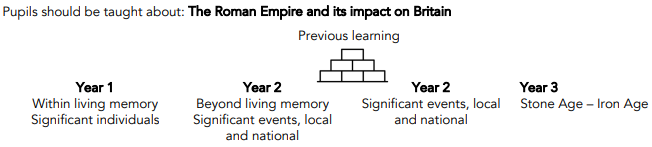 Pupils should be taught about: The Roman Empire and its impact on Britain
Previous learning
Year 1
Within living memory
Significant individuals
Year 2
Beyond living memory
Significant events, local
and national
Year 2
Significant events, local
and national
Year 3
Stone Age – Iron Age